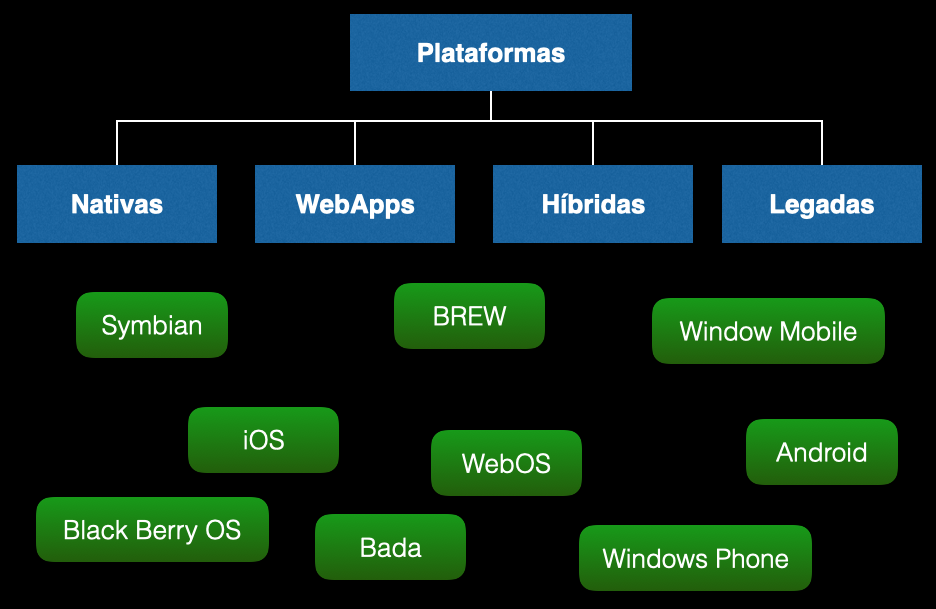 Plataformas
Nativas
WebApps
Híbridas
Legadas
Symbian
BREW
Window Mobile
iOS
WebOS
Android
Black Berry OS
Bada
Windows Phone